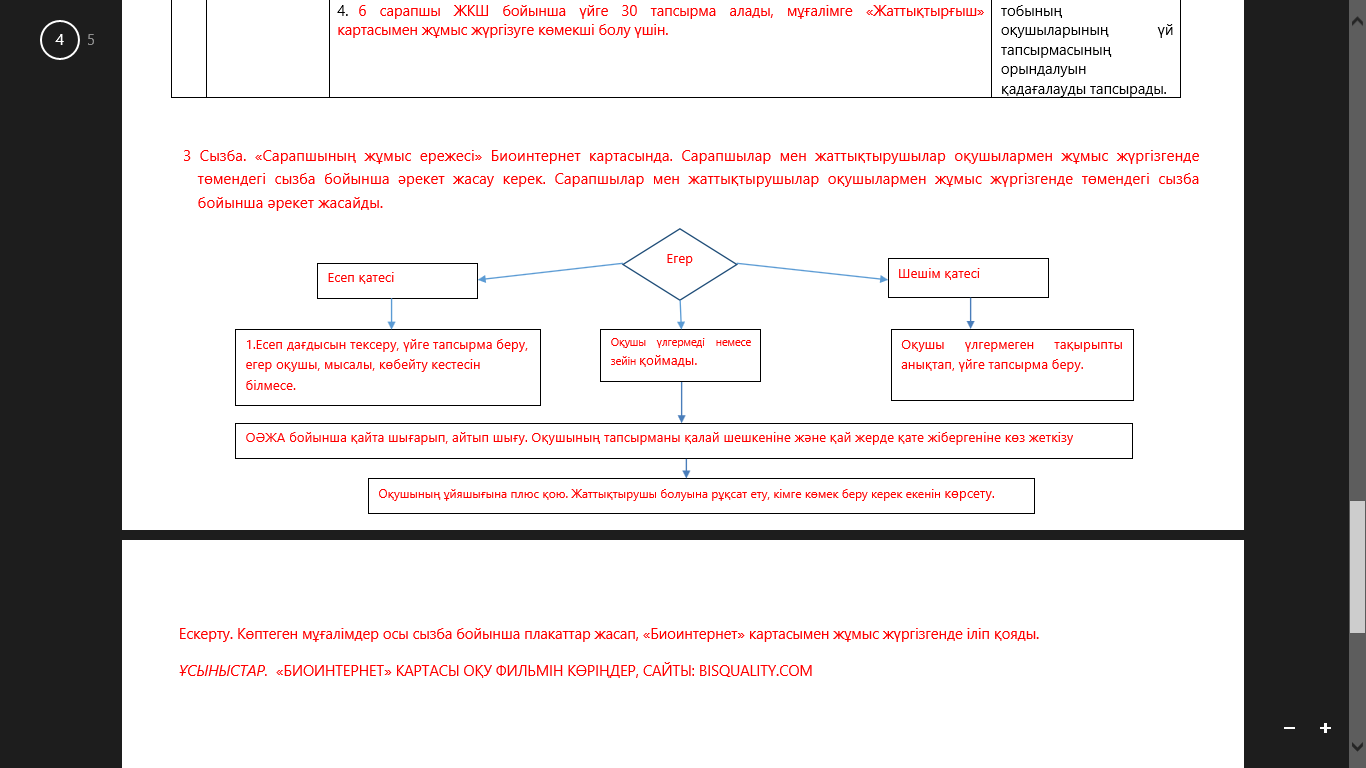 4
5
4. 6 сарапшы ЖКШ бойынша үйге 30 тапсырма алады, мұғалімге «Жаттықтырғыш»
картасымен жұмыс жүргізуге көмекші болу үшін.
тобының
оқушыларының үй
тапсырмасының
орындалуын
қадағалауды тапсырады.
3 Сызба. «Сарапшының жұмыс ережесі» Биоинтернет картасында. Сарапшылар мен жаттықтырушылар оқушылармен жұмыс жүргізгенде
төмендегі сызба бойынша әрекет жасау керек. Сарапшылар мен жаттықтырушылар оқушылармен жұмыс жүргізгенде төмендегі сызба
бойынша әрекет жасайды.
Егер
Есеп қатесі
Шешім қатесі
1.Есеп дағдысын тексеру, үйге тапсырма беру,
егер оқушы, мысалы, көбейту кестесін
білмесе.
Оқушы үлгермеді немесе
зейін қоймады.
Оқушы үлгермеген тақырыпты
анықтап, үйге тапсырма беру.
ОӘЖА бойынша қайта шығарып, айтып шығу. Оқушының тапсырманы қалай шешкеніне және қай жерде қате жібергеніне көз жеткізу
Оқушының ұйяшығына плюс қою. Жаттықтырушы болуына рұқсат ету, кімге көмек беру керек екенін көрсету.
Ескерту. Көптеген мұғалімдер осы сызба бойынша плакаттар жасап, «Биоинтернет» картасымен жұмыс жүргізгенде іліп қояды.
ҰСЫНЫСТАР. «БИОИНТЕРНЕТ» КАРТАСЫ ОҚУ ФИЛЬМІН КӨРІҢДЕР, САЙТЫ: BISQUALITY.COM